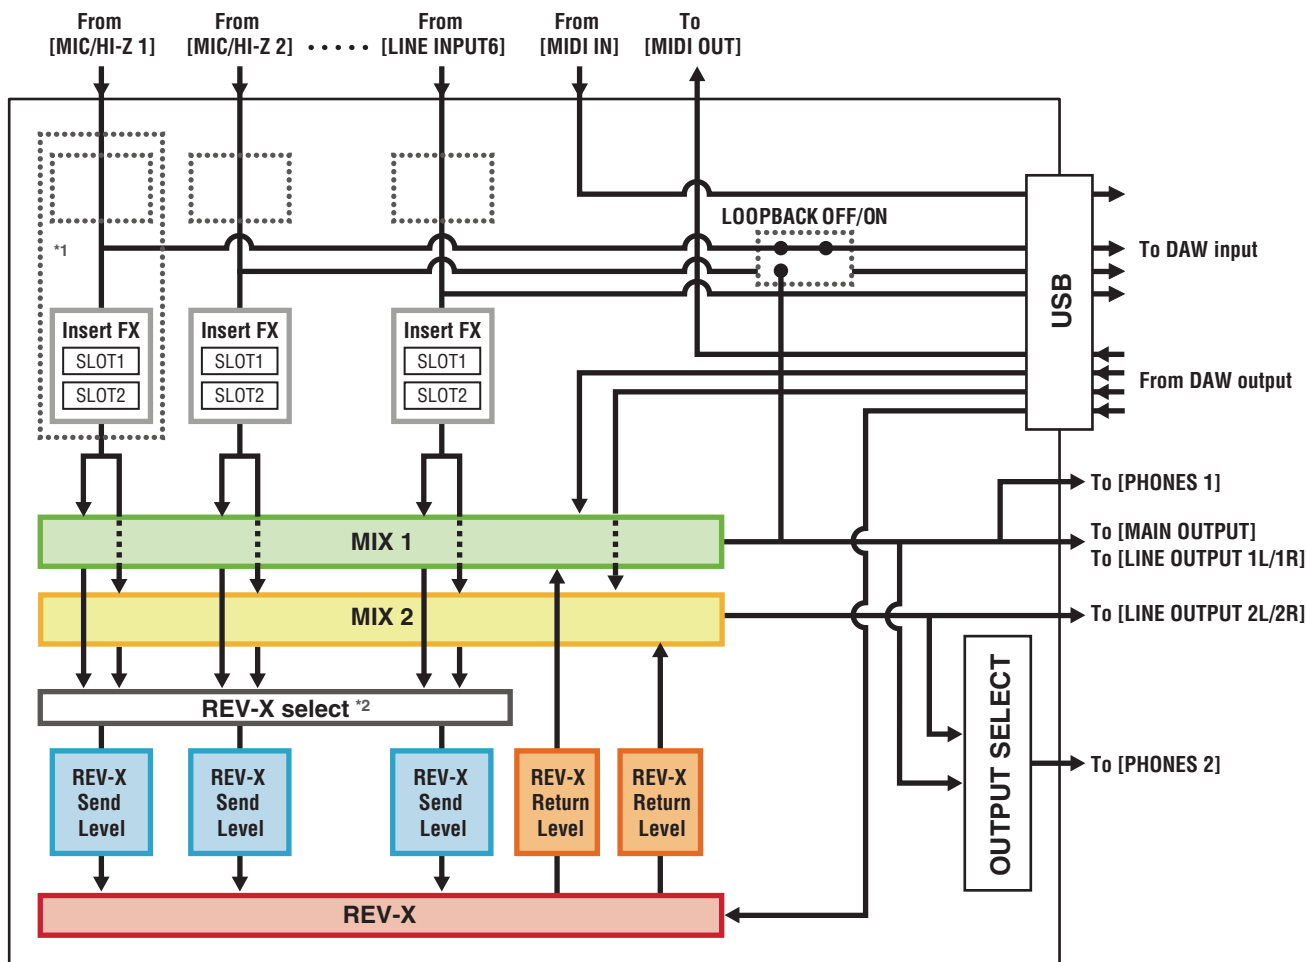 From
[MIC/HI-Z 1]
From
[MIC/HI-Z 2]
From
[LINE INPUT6]
From
[MIDI IN]
To
[MIDI OUT]
LOOPBACK OFF/ON
*1
To DAW input
USB
Insert FX
SLOT1
SLOT2
Insert FX
SLOT1
SLOT2
Insert FX
SLOT1
SLOT2
From DAW output
To [PHONES 1]
MIX 1
To [MAIN OUTPUT]
To [LINE OUTPUT 1L/1R]
MIX 2
To [LINE OUTPUT 2L/2R]
REV-X select *2
OUTPUT SELECT
To [PHONES 2]
REV-X
Send
Level
REV-X
Send
Level
REV-X
Send
Level
REV-X
Return
Level
REV-X
Return
Level
REV-X